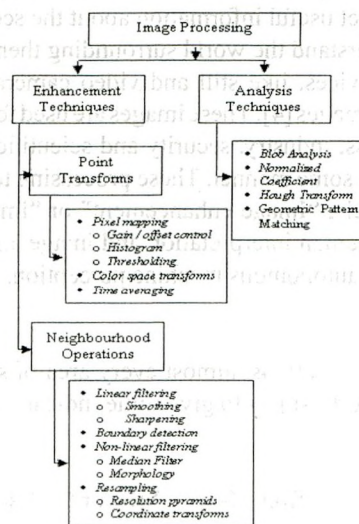 Image Processing
Enhancement
Techniques
Analysis
Techniques
Point
Transforms
• Blob Analysis
• Normalized
Coefficient
• Hough Transform
• Geometric Pattern
Matching
• Pixel mapping
o Gain / offset control
o Histogram
o Thresholding
• Color space transforms
• Time averaging
Neighbourhood
Operations
• Linear filtering
o Smoothing
o Sharpening
• Boundary detection
• Non-linear filtering
o Median Filter
o Morphology
• Resampling
o Resolution pyramids
o Coordinate transforms